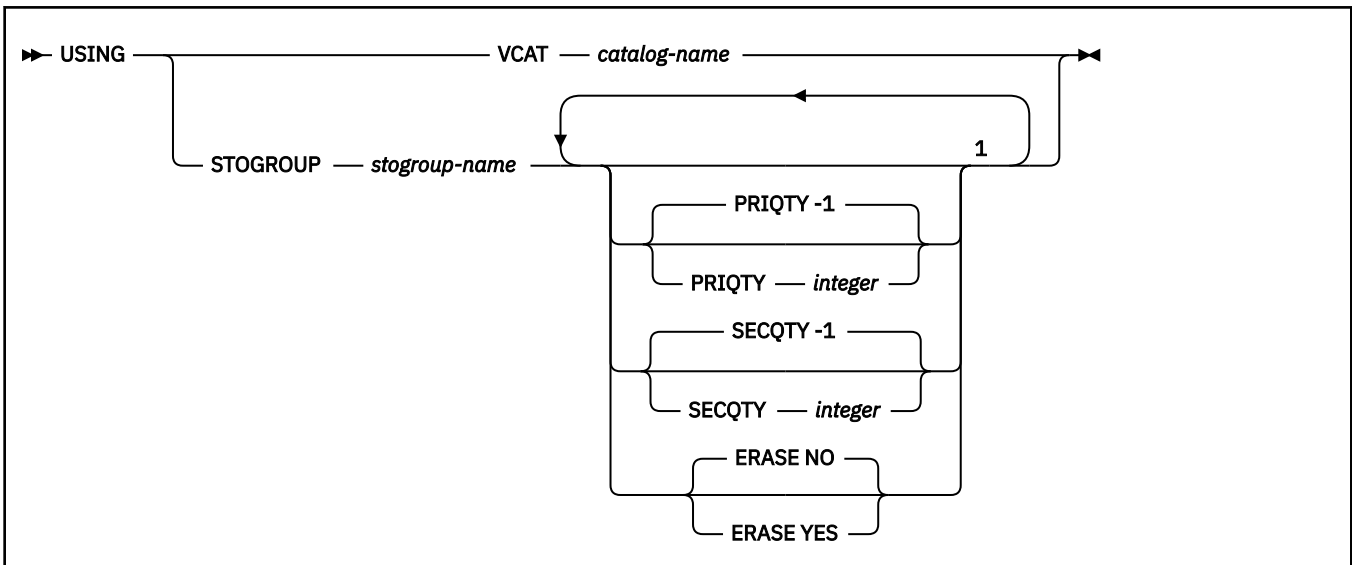 USING VCAT catalog-name
1
STOGROUP stogroup-name
PRIQTY -1
PRIQTY integer
SECQTY -1
SECQTY integer
ERASE NO
ERASE YES